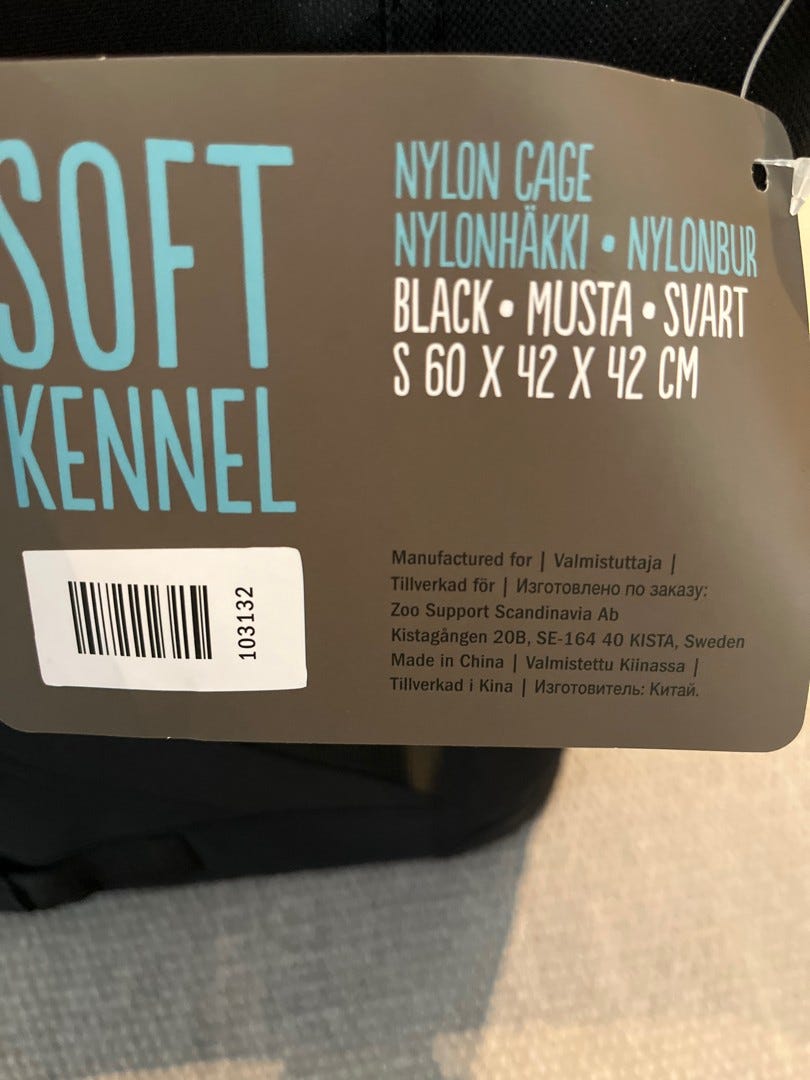 SOFT
KENNEL
103132
NYLON CAGE
NYLONHÄKKI • NYLONBUR
BLACK • MUSTA • SVART
S 60 X 42 X 42 CM
Manufactured for | Valmistuttaja |
Tillverkad för | Изготовлено по заказу:
Zoo Support Scandinavia Ab
Kistagången 20B, SE-164 40 KISTA, Sweden
Made in China | Valmistettu Kiinassa |
Tillverkad i Kina | Изготовитель: Китай.